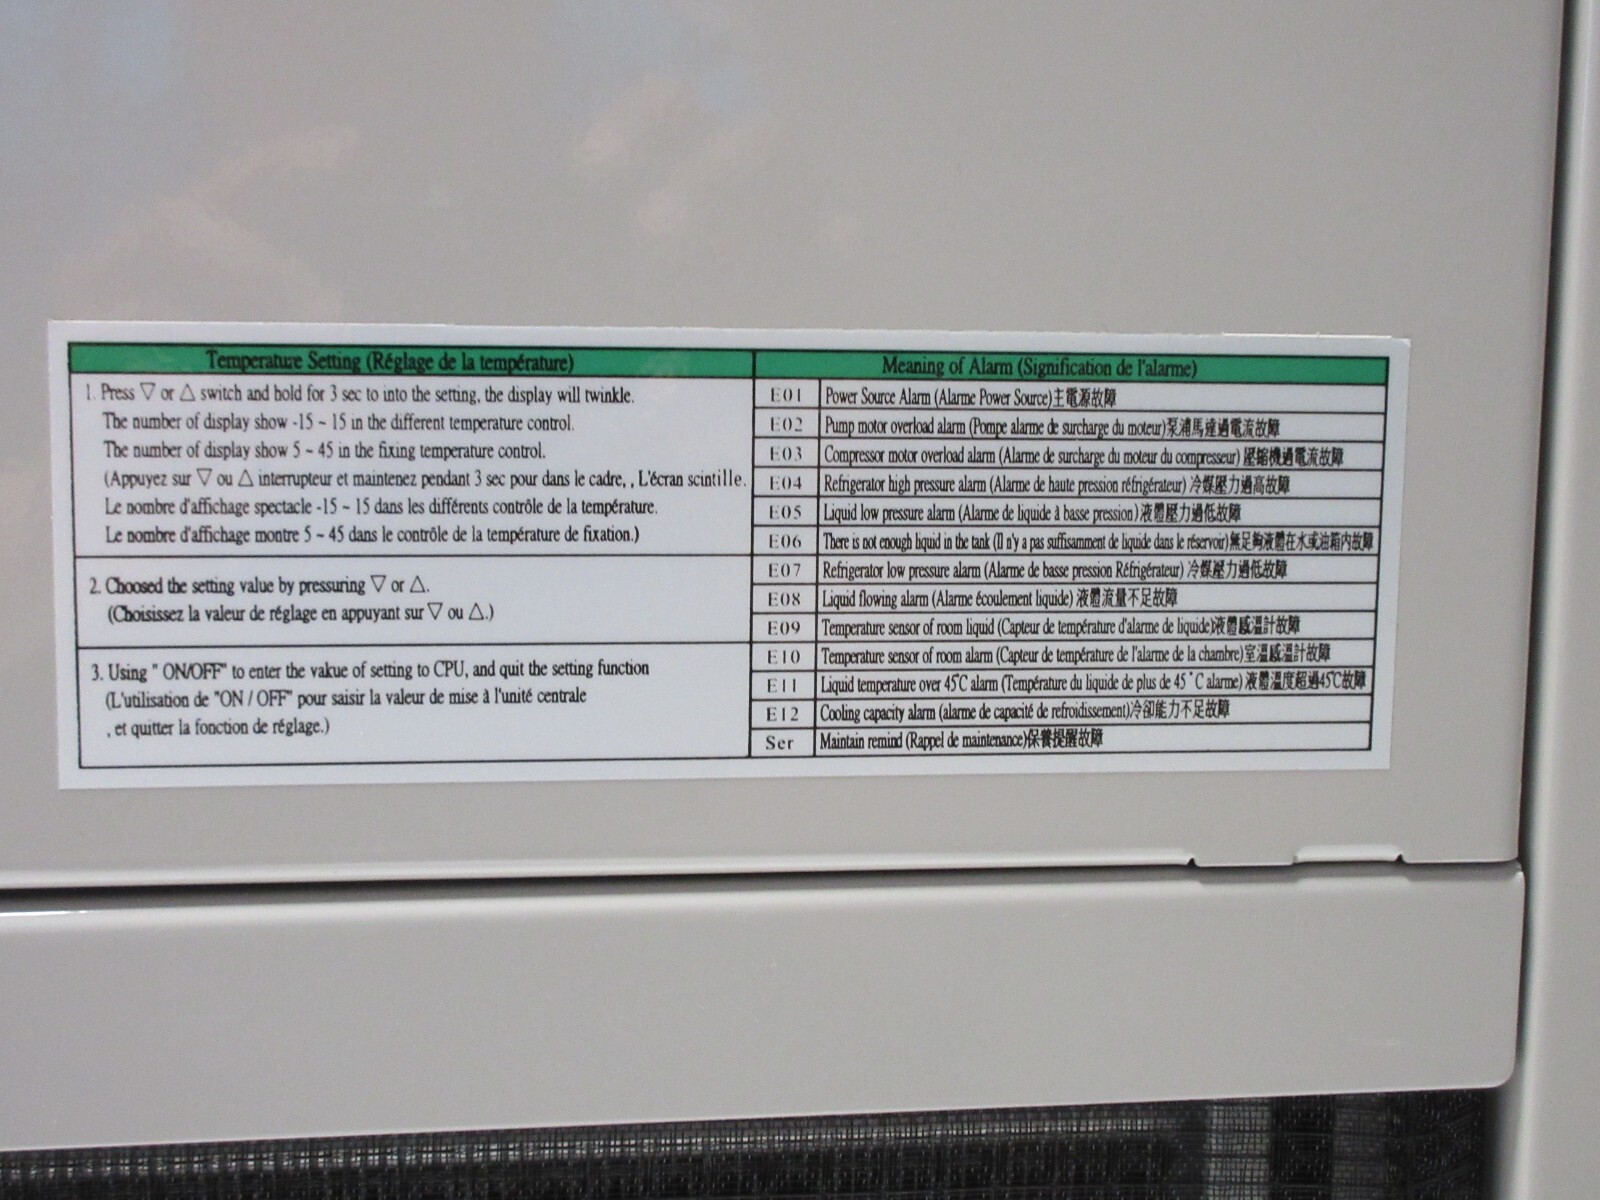 Temperature Setting (Réglage de la température)
1. Press ▽ or △ switch and hold for 3 sec to into the setting, the display will twinkle.
The number of display show -15 ~ 15 in the different temperature control.
The number of display show 5 ~ 45 in the fixing temperature control.
(Appuyez sur ▽ ou △ interrupteur et maintenez pendant 3 sec pour dans le cadre, , L'écran scintille.
Le nombre d'affichage spectacle -15 ~ 15 dans les différents contrôle de la température.
Le nombre d'affichage montre 5 ~ 45 dans le contrôle de la température de fixation.)
2. Choosed the setting value by pressuring ▽ or △.
(Choisissez la valeur de réglage en appuyant sur ▽ ou △.)
3. Using " ON/OFF" to enter the vakue of setting to CPU, and quit the setting function
(L'utilisation de "ON / OFF" pour saisir la valeur de mise à l'unité centrale
, et quitter la fonction de réglage.)
Meaning of Alarm (Signification de l'alarme)
E01 Power Source Alarm (Alarme Power Source)主電源故障
E02 Pump motor overload alarm (Pompe alarme de surcharge du moteur)泵浦馬達過電流故障
E03 Compressor motor overload alarm (Alarme de surcharge du moteur du compresseur) 壓縮機過電流故障
E04 Refrigerator high pressure alarm (Alarme de haute pression réfrigérateur) 冷媒壓力過高故障
E05 Liquid low pressure alarm (Alarme de liquide à basse pression)液體壓力過低故障
E06 There is not enough liquid in the tank (Il n'y a pas suffisamment de liquide dans le réservoir)無足夠液體在水或油箱內故障
E07 Refrigerator low pressure alarm (Alarme de basse pression Réfrigérateur) 冷媒壓力過低故障
E08 Liquid flowing alarm (Alarme écoulement liquide) 液體流量不足故障
E09 Temperature sensor of room liquid (Capteur de température d'alarme de liquide)液體感溫計故障
E10 Temperature sensor of room alarm (Capteur de température de l'alarme de la chambre)室溫感溫計故障
E11 Liquid temperature over 45℃ alarm (Température du liquide de plus de 45 ° C alarme) 液體溫度超過45℃故障
E12 Cooling capacity alarm (alarme de capacité de refroidissement)冷卻能力不足故障
Ser Maintain remind (Rappel de maintenance)保養提醒故障